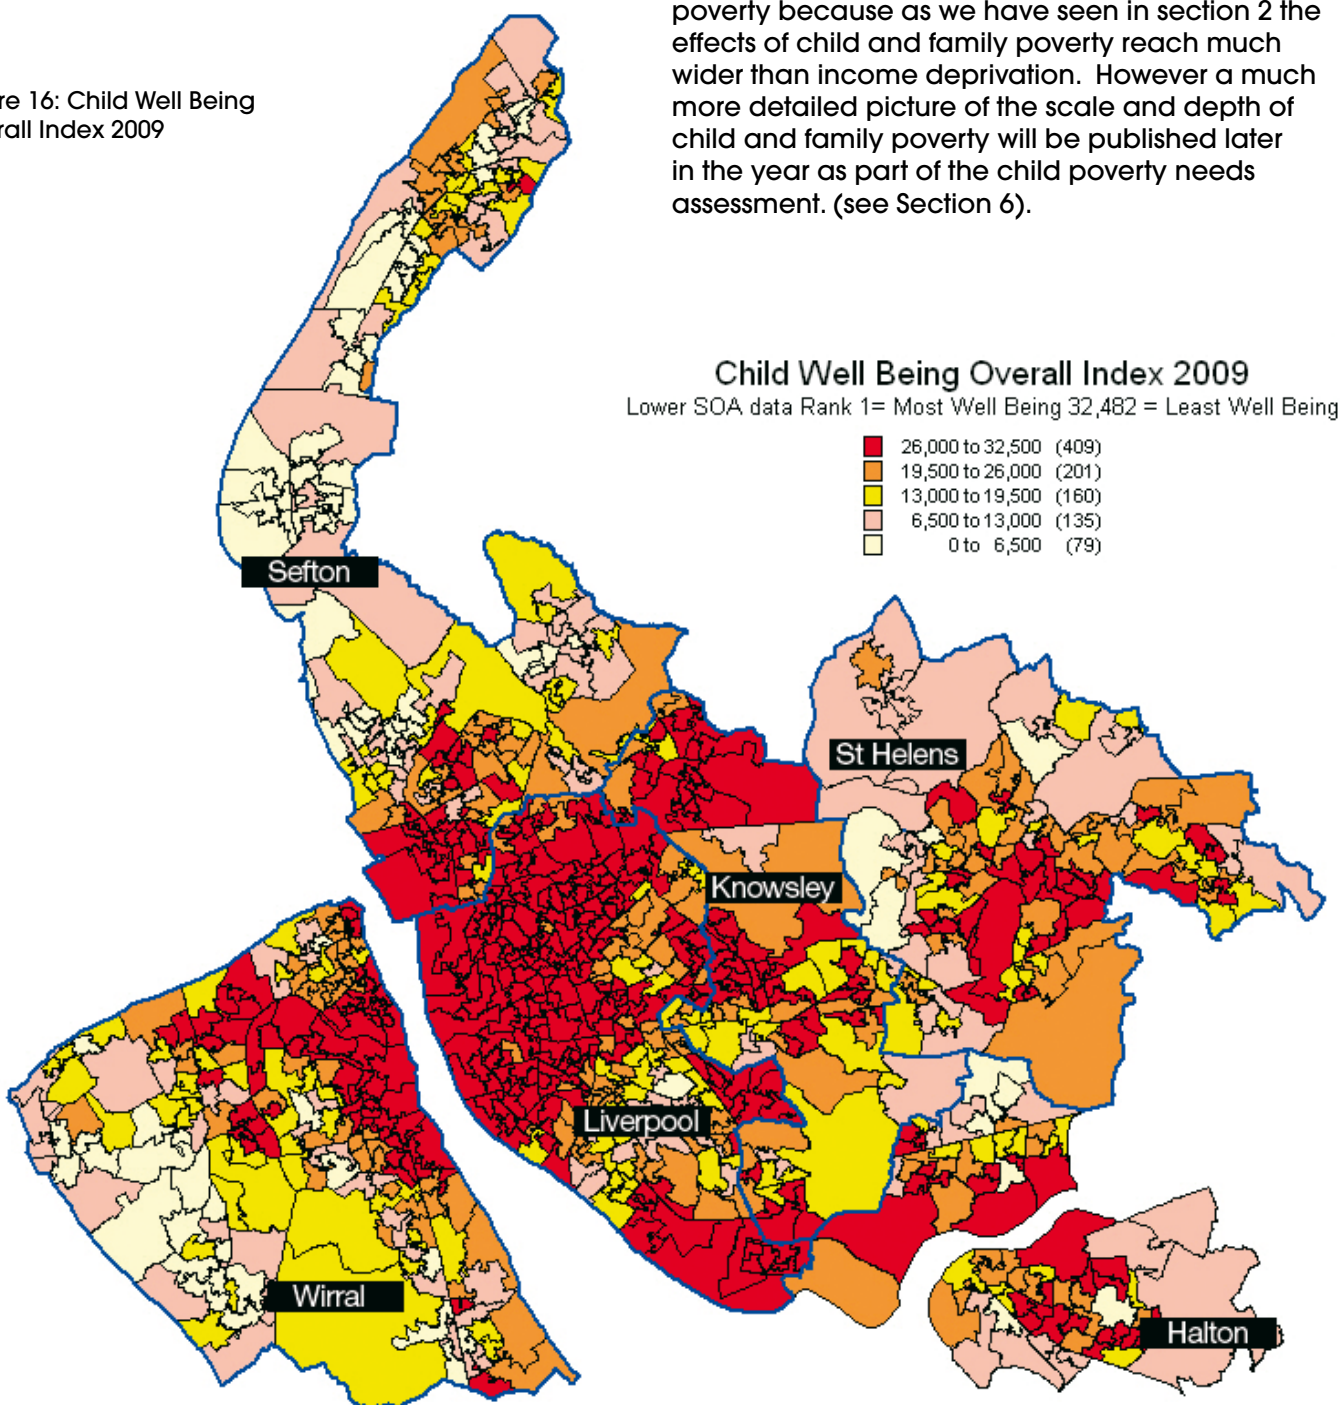 poverty because as we have seen in section 2 the
effects of child and family poverty reach much
wider than income deprivation. However a much
more detailed picture of the scale and depth of
child and family poverty will be published later
in the year as part of the child poverty needs
assessment. (see Section 6).
re 16: Child Well Being
rall Index 2009
Child Well Being Overall Index 2009
Lower SOA data Rank 1= Most Well Being 32,482 = Least Well Being
26,000 to 32,500 (409)
19,500 to 26,000 (201)
13,000 to 19,500 (160)
6,500 to 13,000 (135)
0 to 6,500 (79)
Sefton
St Helens
Knowsley
Liverpool
Wirral
Halton